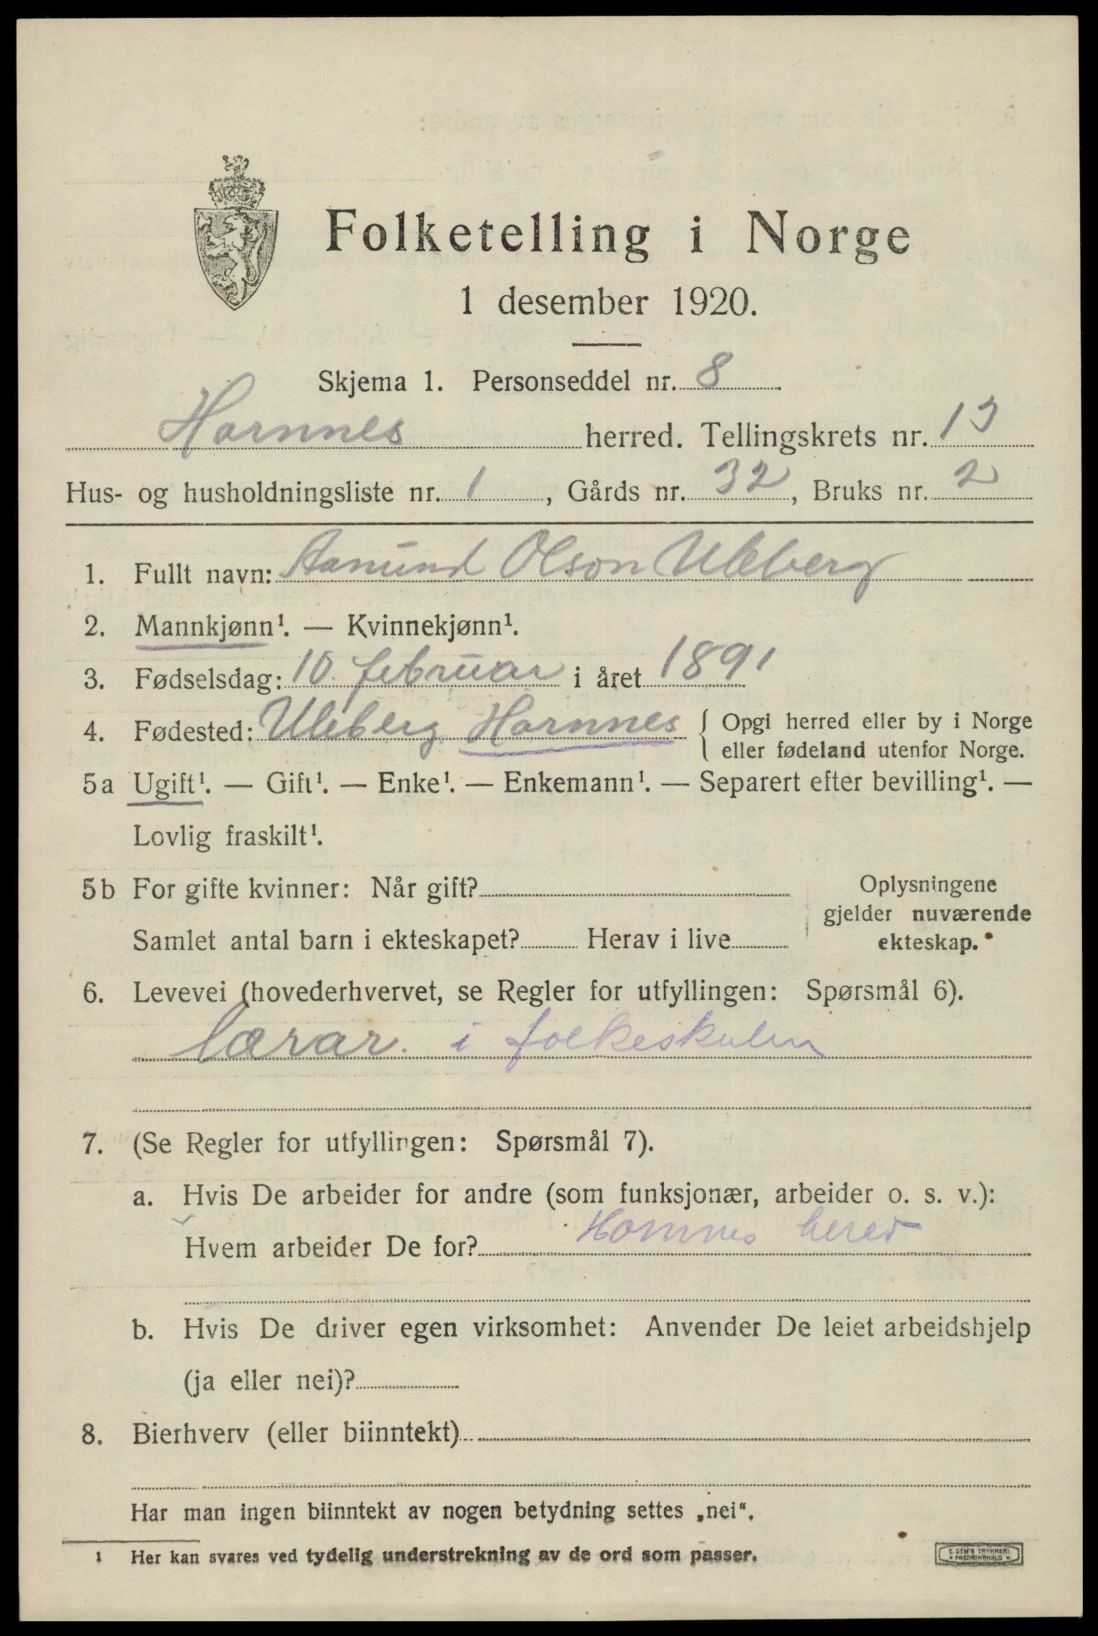 Folketelling i Norge
1 desember 1920.
Skjema 1. Personseddel nr. 8
Hornnes herred. Tellingskrets nr. 13
Hus- og husholdningsliste nr. 1, Gårds nr. 32, Bruks nr. 2
1. Fullt navn: Aamund Olson Uleberg
2. Mannkjønn¹. — Kvinnekjønn¹.
3. Fødselsdag: 10. februar i året 1891
4. Fødested: Uleberg Hornnes { Opgi herred eller by i Norge
eller fødeland utenfor Norge.
5a Ugift¹. — Gift¹. — Enke¹. — Enkemann¹. — Separert efter bevilling¹. —
Lovlig fraskilt¹.
5b For gifte kvinner: Når gift?
Samlet antal barn i ekteskapet? Herav i live
Oplysningene
gjelder nuværende
ekteskap.
6. Levevei (hovederhvervet, se Regler for utfyllingen: Spørsmål 6).
lærar. i folkeskulen
7. (Se Regler for utfyllingen: Spørsmål 7).
a. Hvis De arbeider for andre (som funksjonær, arbeider o. s. v.):
Hvem arbeider De for? Hornnes herad
b. Hvis De driver egen virksomhet: Anvender De leiet arbeidshjelp
(ja eller nei)?
8. Bierhverv (eller biinntekt)
Har man ingen biinntekt av nogen betydning settes „nei“.
¹ Her kan svares ved tydelig understrekning av de ord som passer.
E. SEM'S TRYKKERI
FREDRIKSHALD